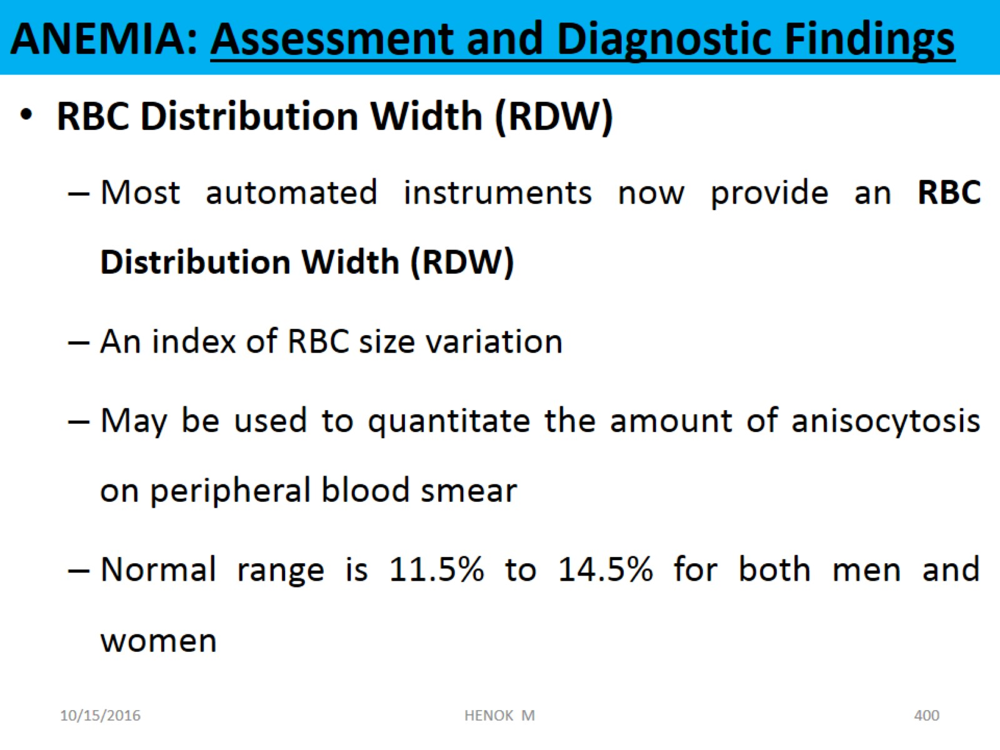 ANEMIA: Assessment and Diagnostic Findings
• RBC Distribution Width (RDW)
– Most automated instruments now provide an RBC
Distribution Width (RDW)
– An index of RBC size variation
– May be used to quantitate the amount of anisocytosis
on peripheral blood smear
– Normal range is 11.5% to 14.5% for both men and
women
10/15/2016 HENOK M 400